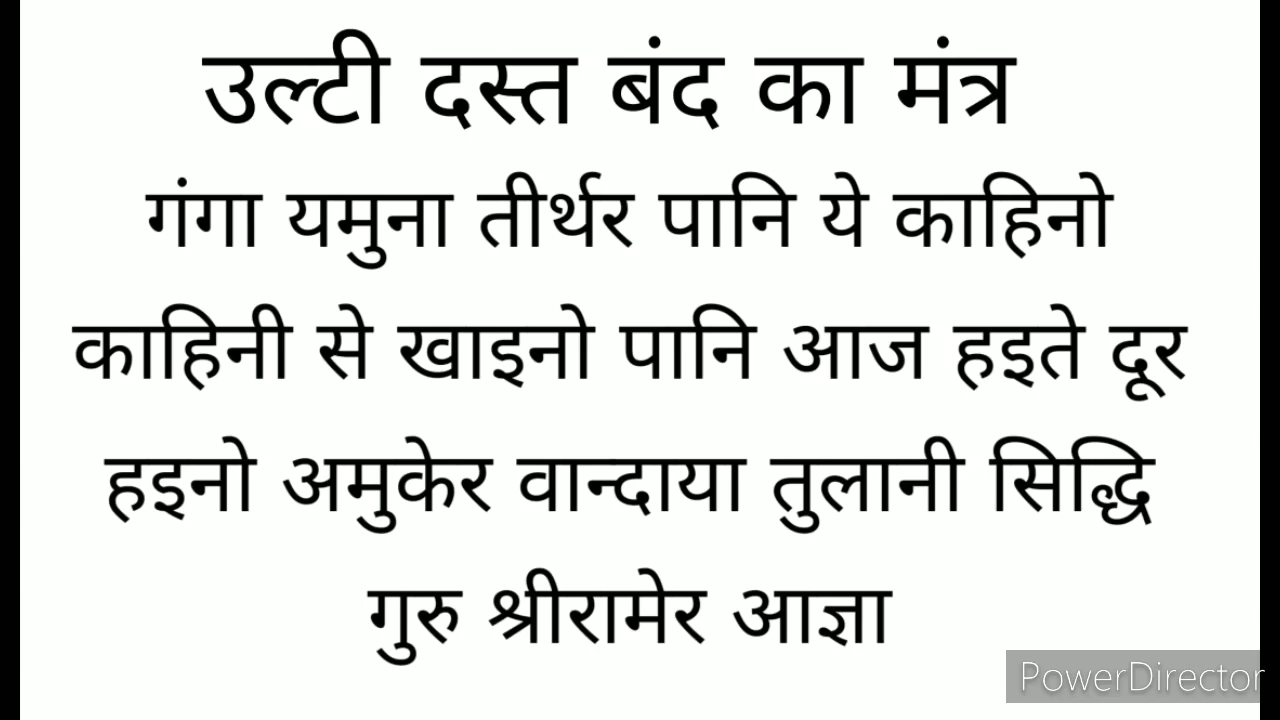 उल्टी दस्त बंद का मंत्र
गंगा यमुना तीर्थर पानि ये काहिनो
काहिनी से खाइनो पानि आज हइते दूर
हइनो अमुकेर वान्दाया तुलानी सिद्धि
गुरु श्रीरामेर आज्ञा
PowerDirector